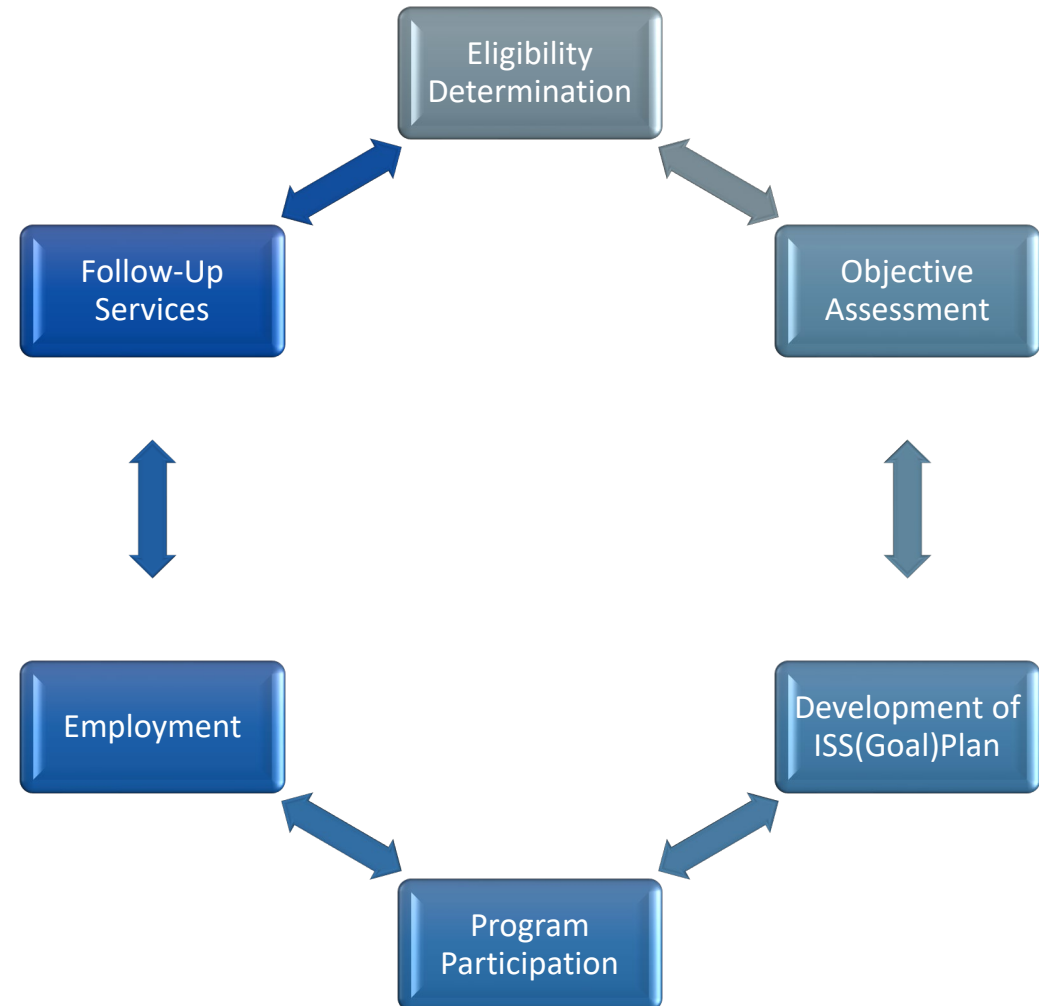 Eligibility
Determination
Objective
Assessment
Development of
ISS(Goal)Plan
Program
Participation
Employment
Follow-Up
Services